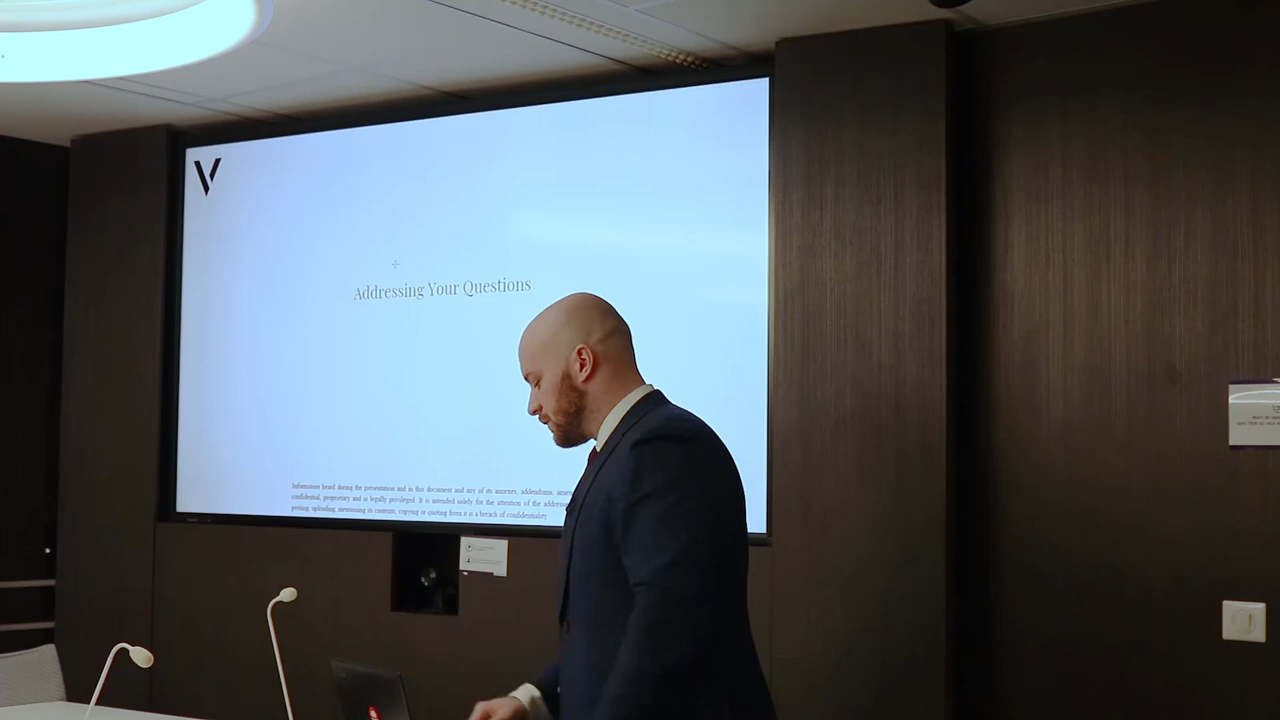 V
Addressing Your Questions
Information heard during the presentation and in this document and any of its annexes, addendums,
confidential, proprietary and is legally privileged. It is intended solely for the attention of the
posting, uploading, mentioning its contents, copying or quoting from it is a breach of confidentiality